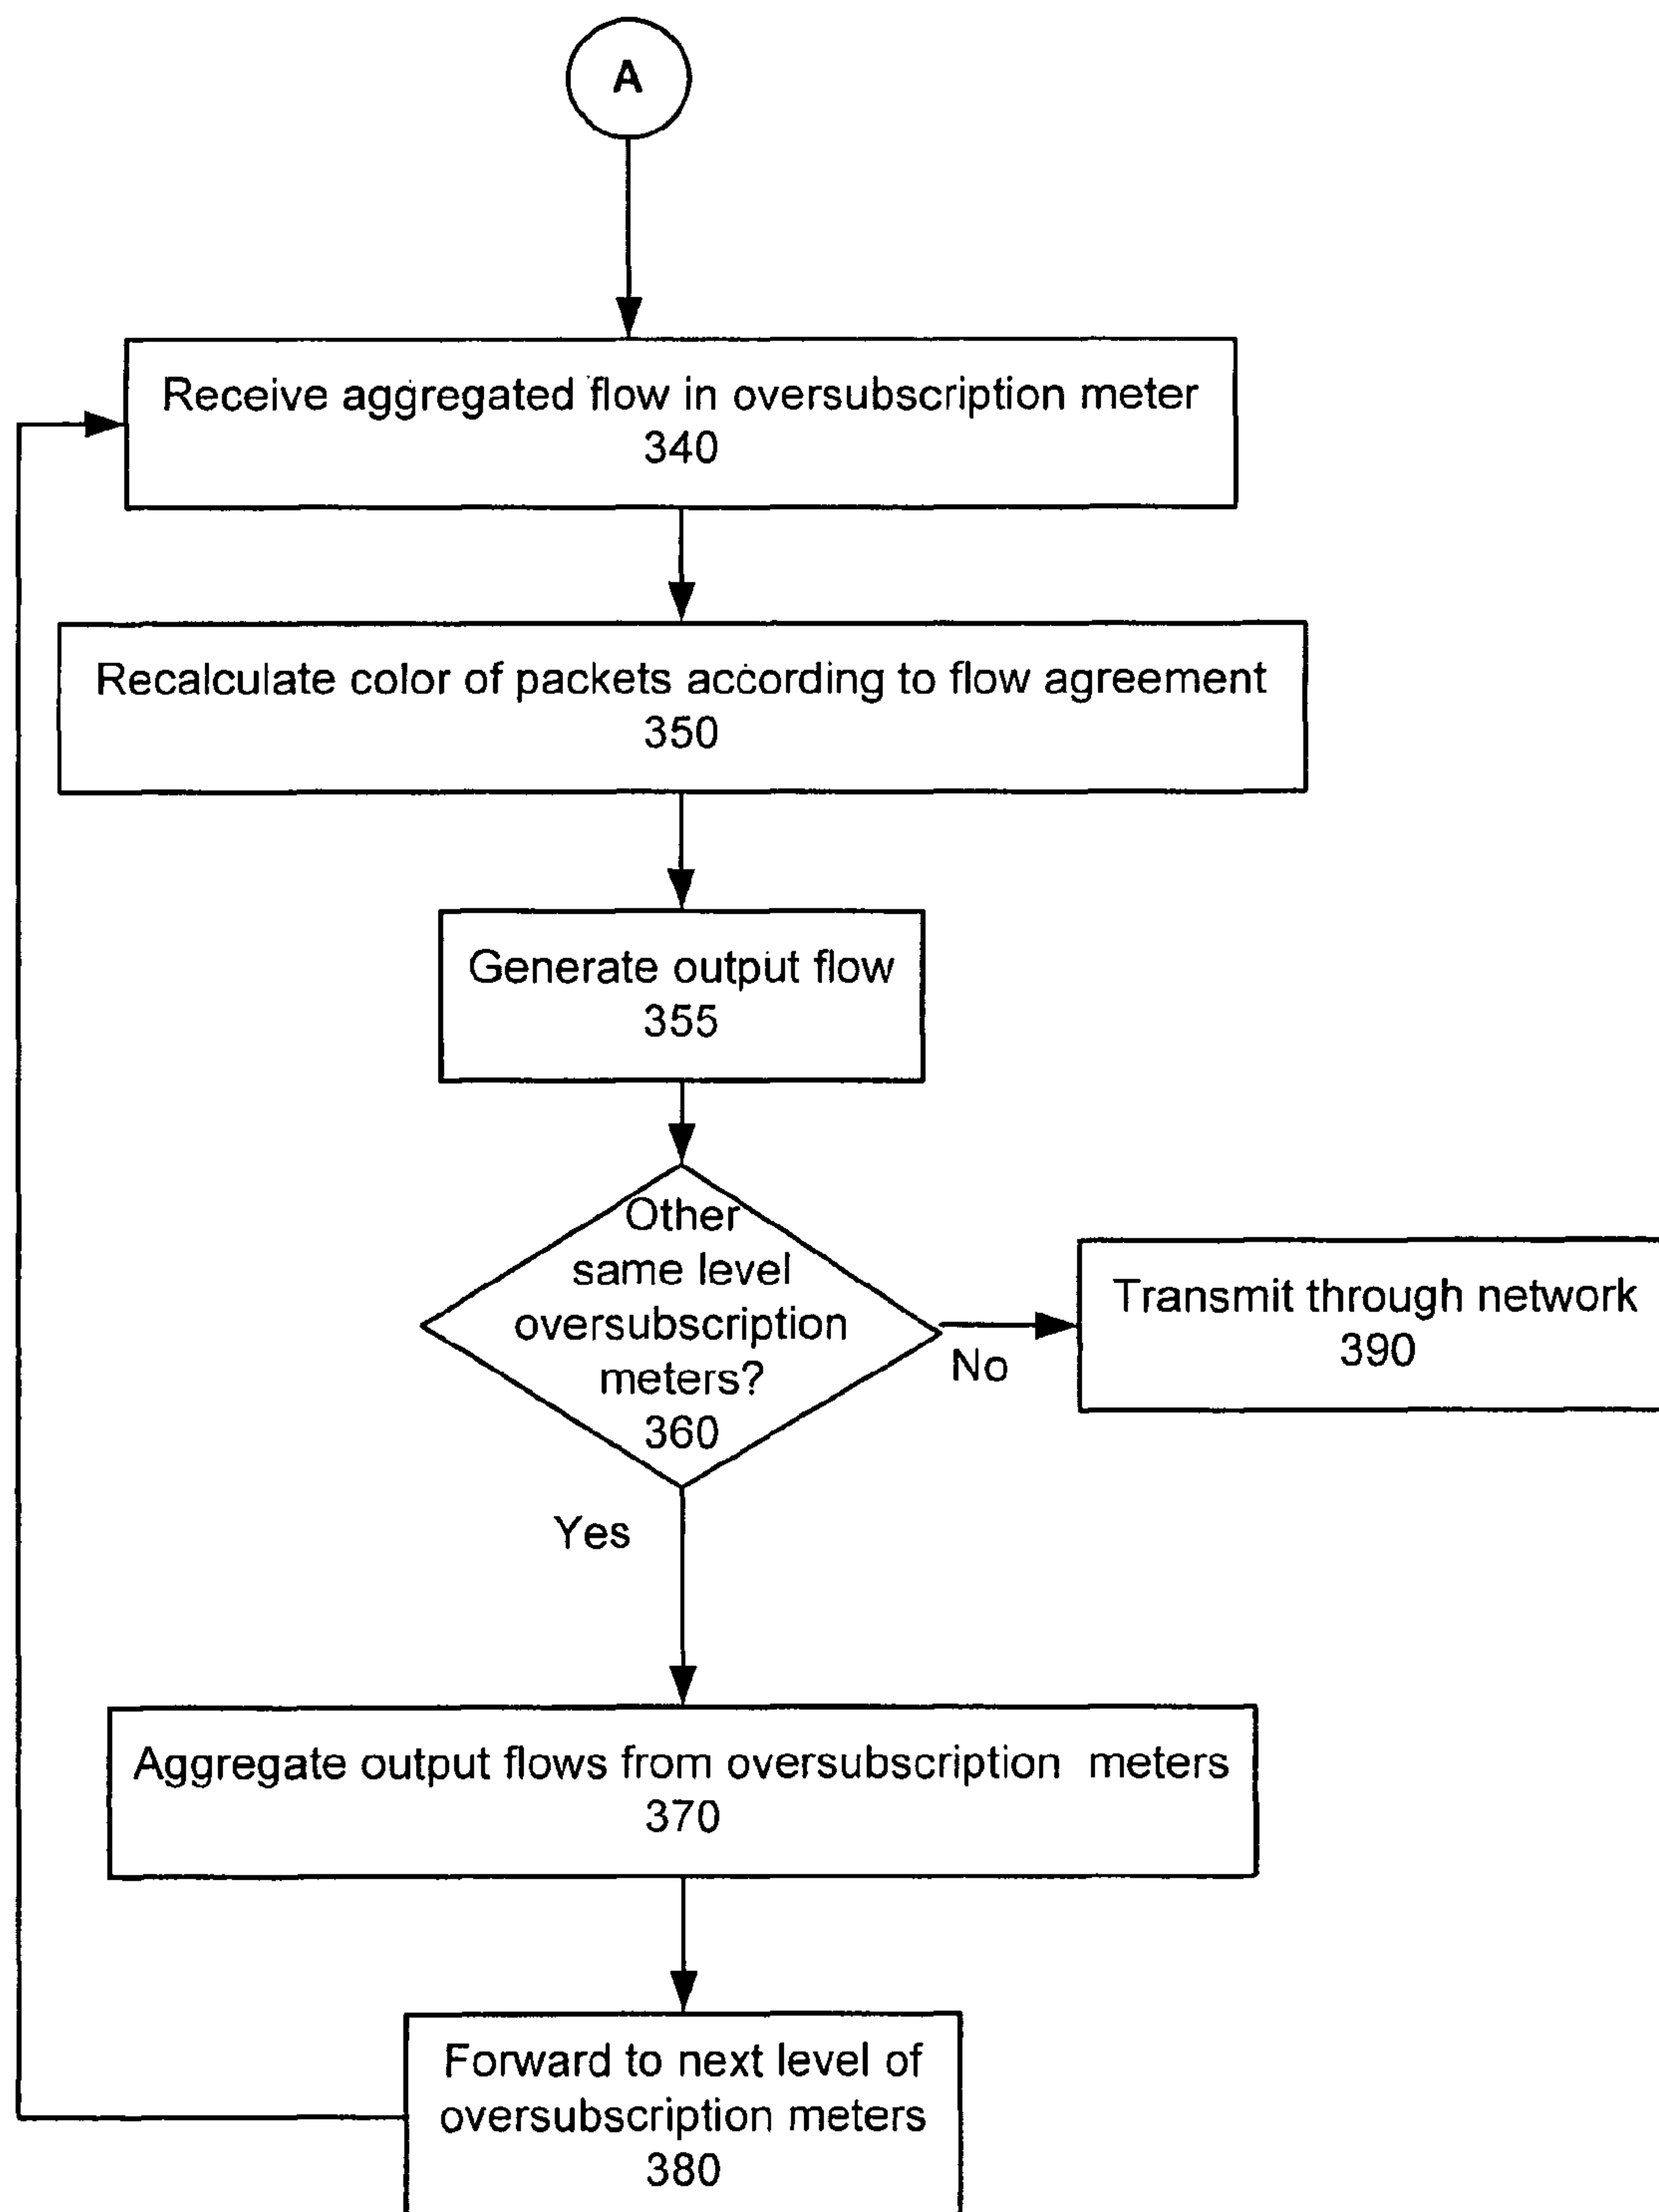 A
Receive aggregated flow in oversubscription meter
340
Recalculate color of packets according to flow agreement
350
Generate output flow
355
Other
same level
oversubscription
meters?
360
No
Transmit through network
390
Yes
Aggregate output flows from oversubscription meters
370
Forward to next level of
oversubscription meters
380